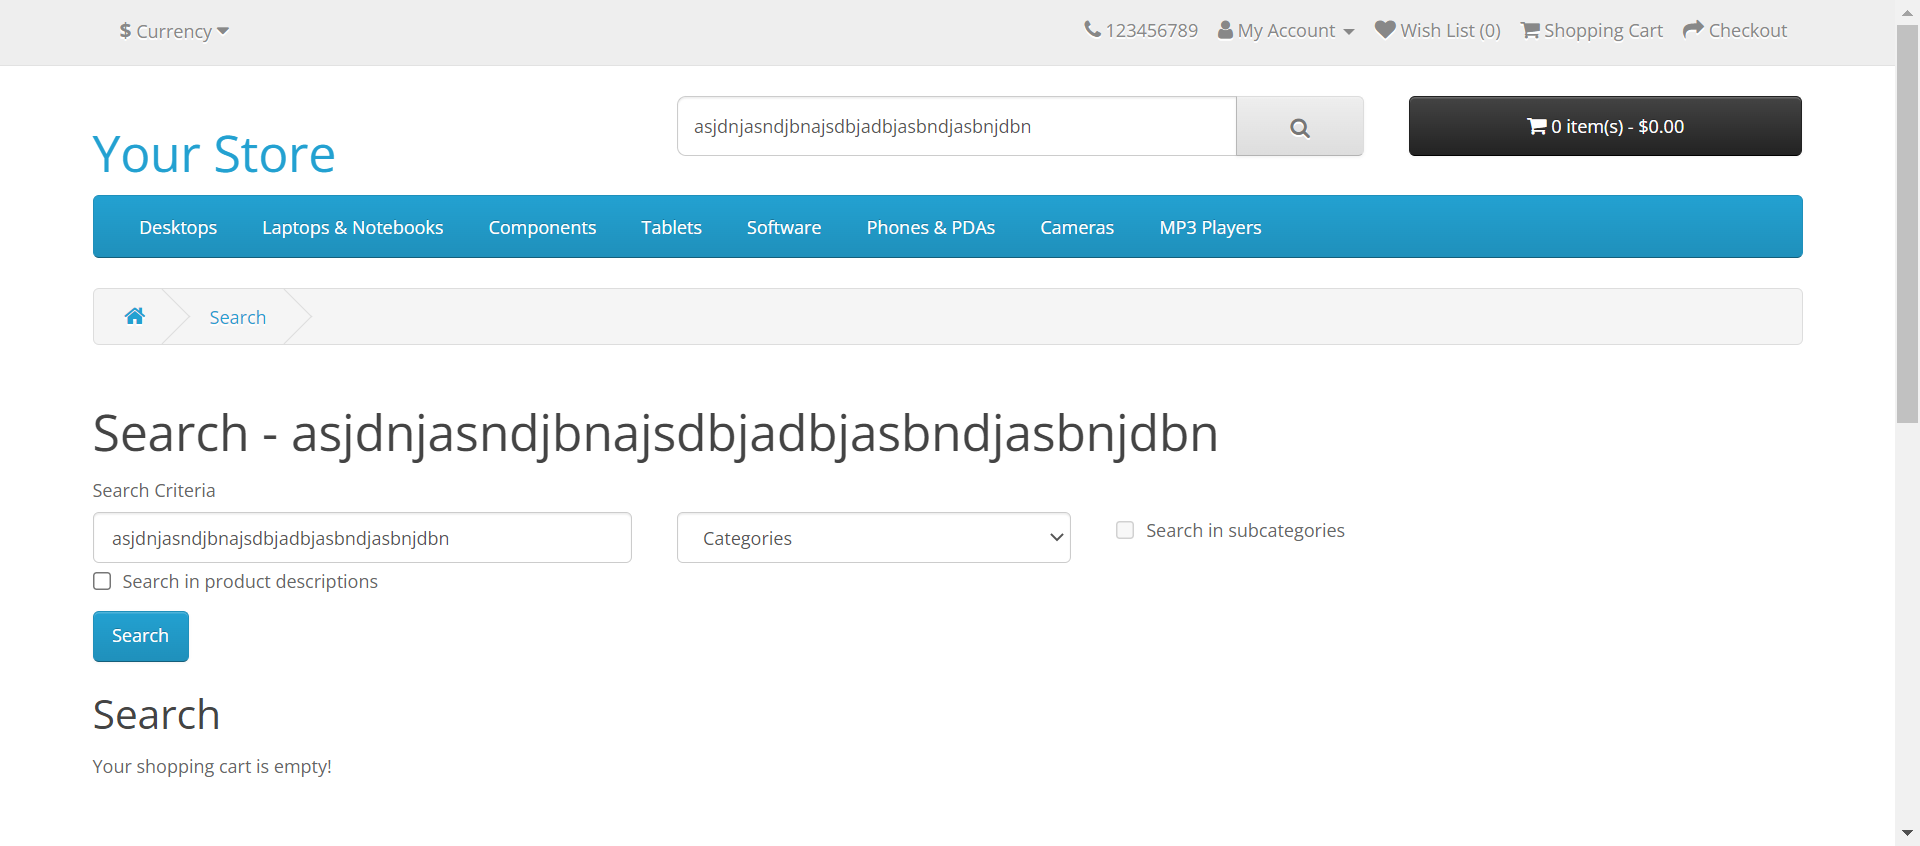 $ Currency
123456789 My Account Wish List (0) Shopping Cart Checkout
Your Store
asjdnjasndjbnajsdbjadbjasbndjasbnjdbn
0 item(s) - $0.00
Desktops Laptops & Notebooks Components Tablets Software Phones & PDAs Cameras MP3 Players
Search
Search - asjdnjasndjbnajsdbjadbjasbndjasbnjdbn
Search Criteria
asjdnjasndjbnajsdbjadbjasbndjasbnjdbn
Categories
Search in subcategories
Search in product descriptions
Search
Search
Your shopping cart is empty!